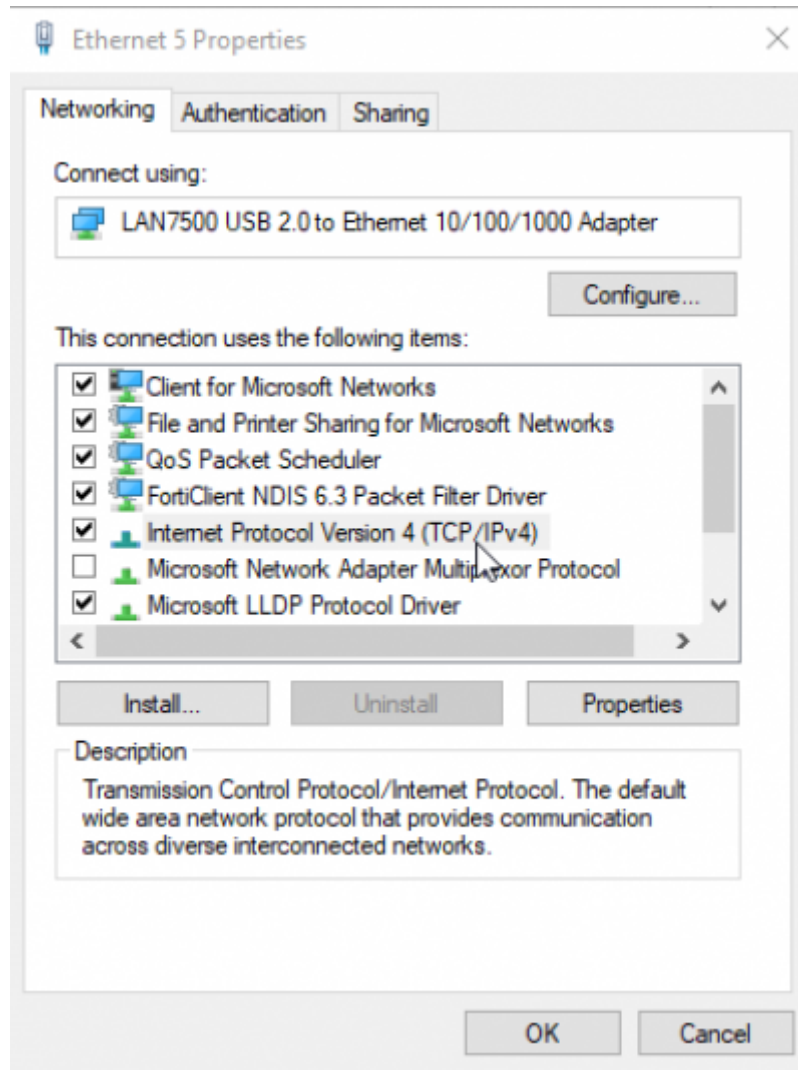 Ethernet 5 Properties
Networking Authentication Sharing
Connect using:
LAN7500 USB 2.0 to Ethernet 10/100/1000 Adapter
Configure...
This connection uses the following items:
Client for Microsoft Networks
File and Printer Sharing for Microsoft Networks
QoS Packet Scheduler
FortiClient NDIS 6.3 Packet Filter Driver
Internet Protocol Version 4 (TCP/IPv4)
Microsoft Network Adapter Multiplexor Protocol
Microsoft LLDP Protocol Driver
Install... Uninstall Properties
Description
Transmission Control Protocol/Internet Protocol. The default
wide area network protocol that provides communication
across diverse interconnected networks.
OK Cancel